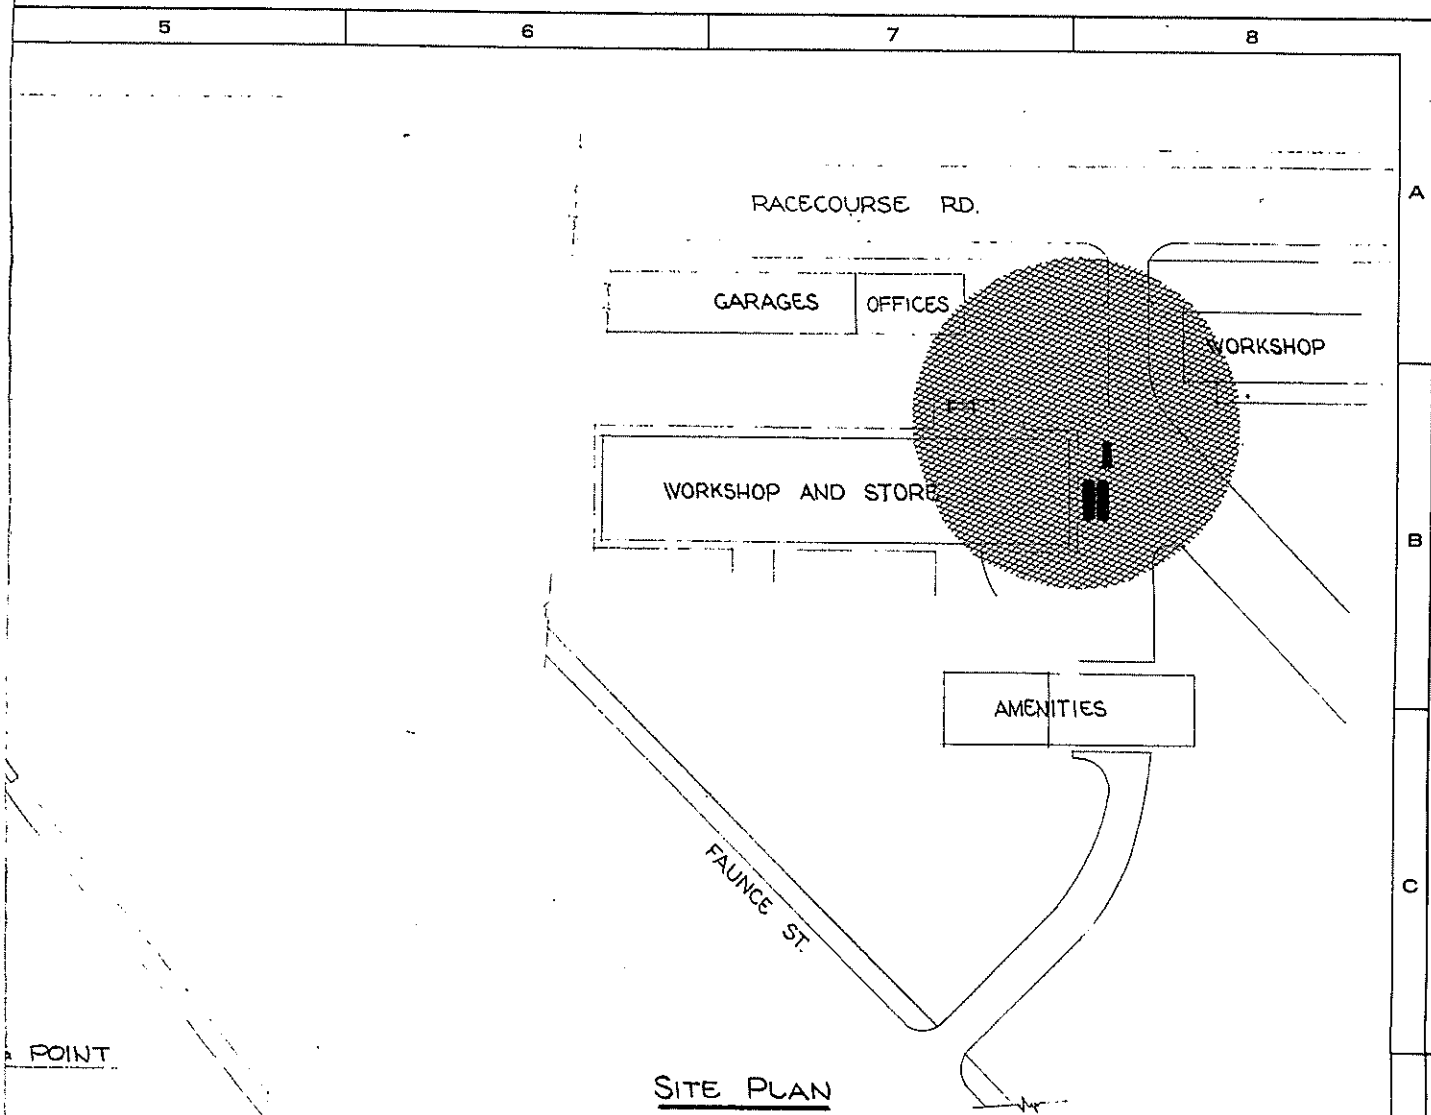 5 6 7 8
A
RACECOURSE RD.
GARAGES OFFICES
WORKSHOP
WORKSHOP AND STORE
B
AMENITIES
FAUNCE ST.
C
POINT
SITE PLAN